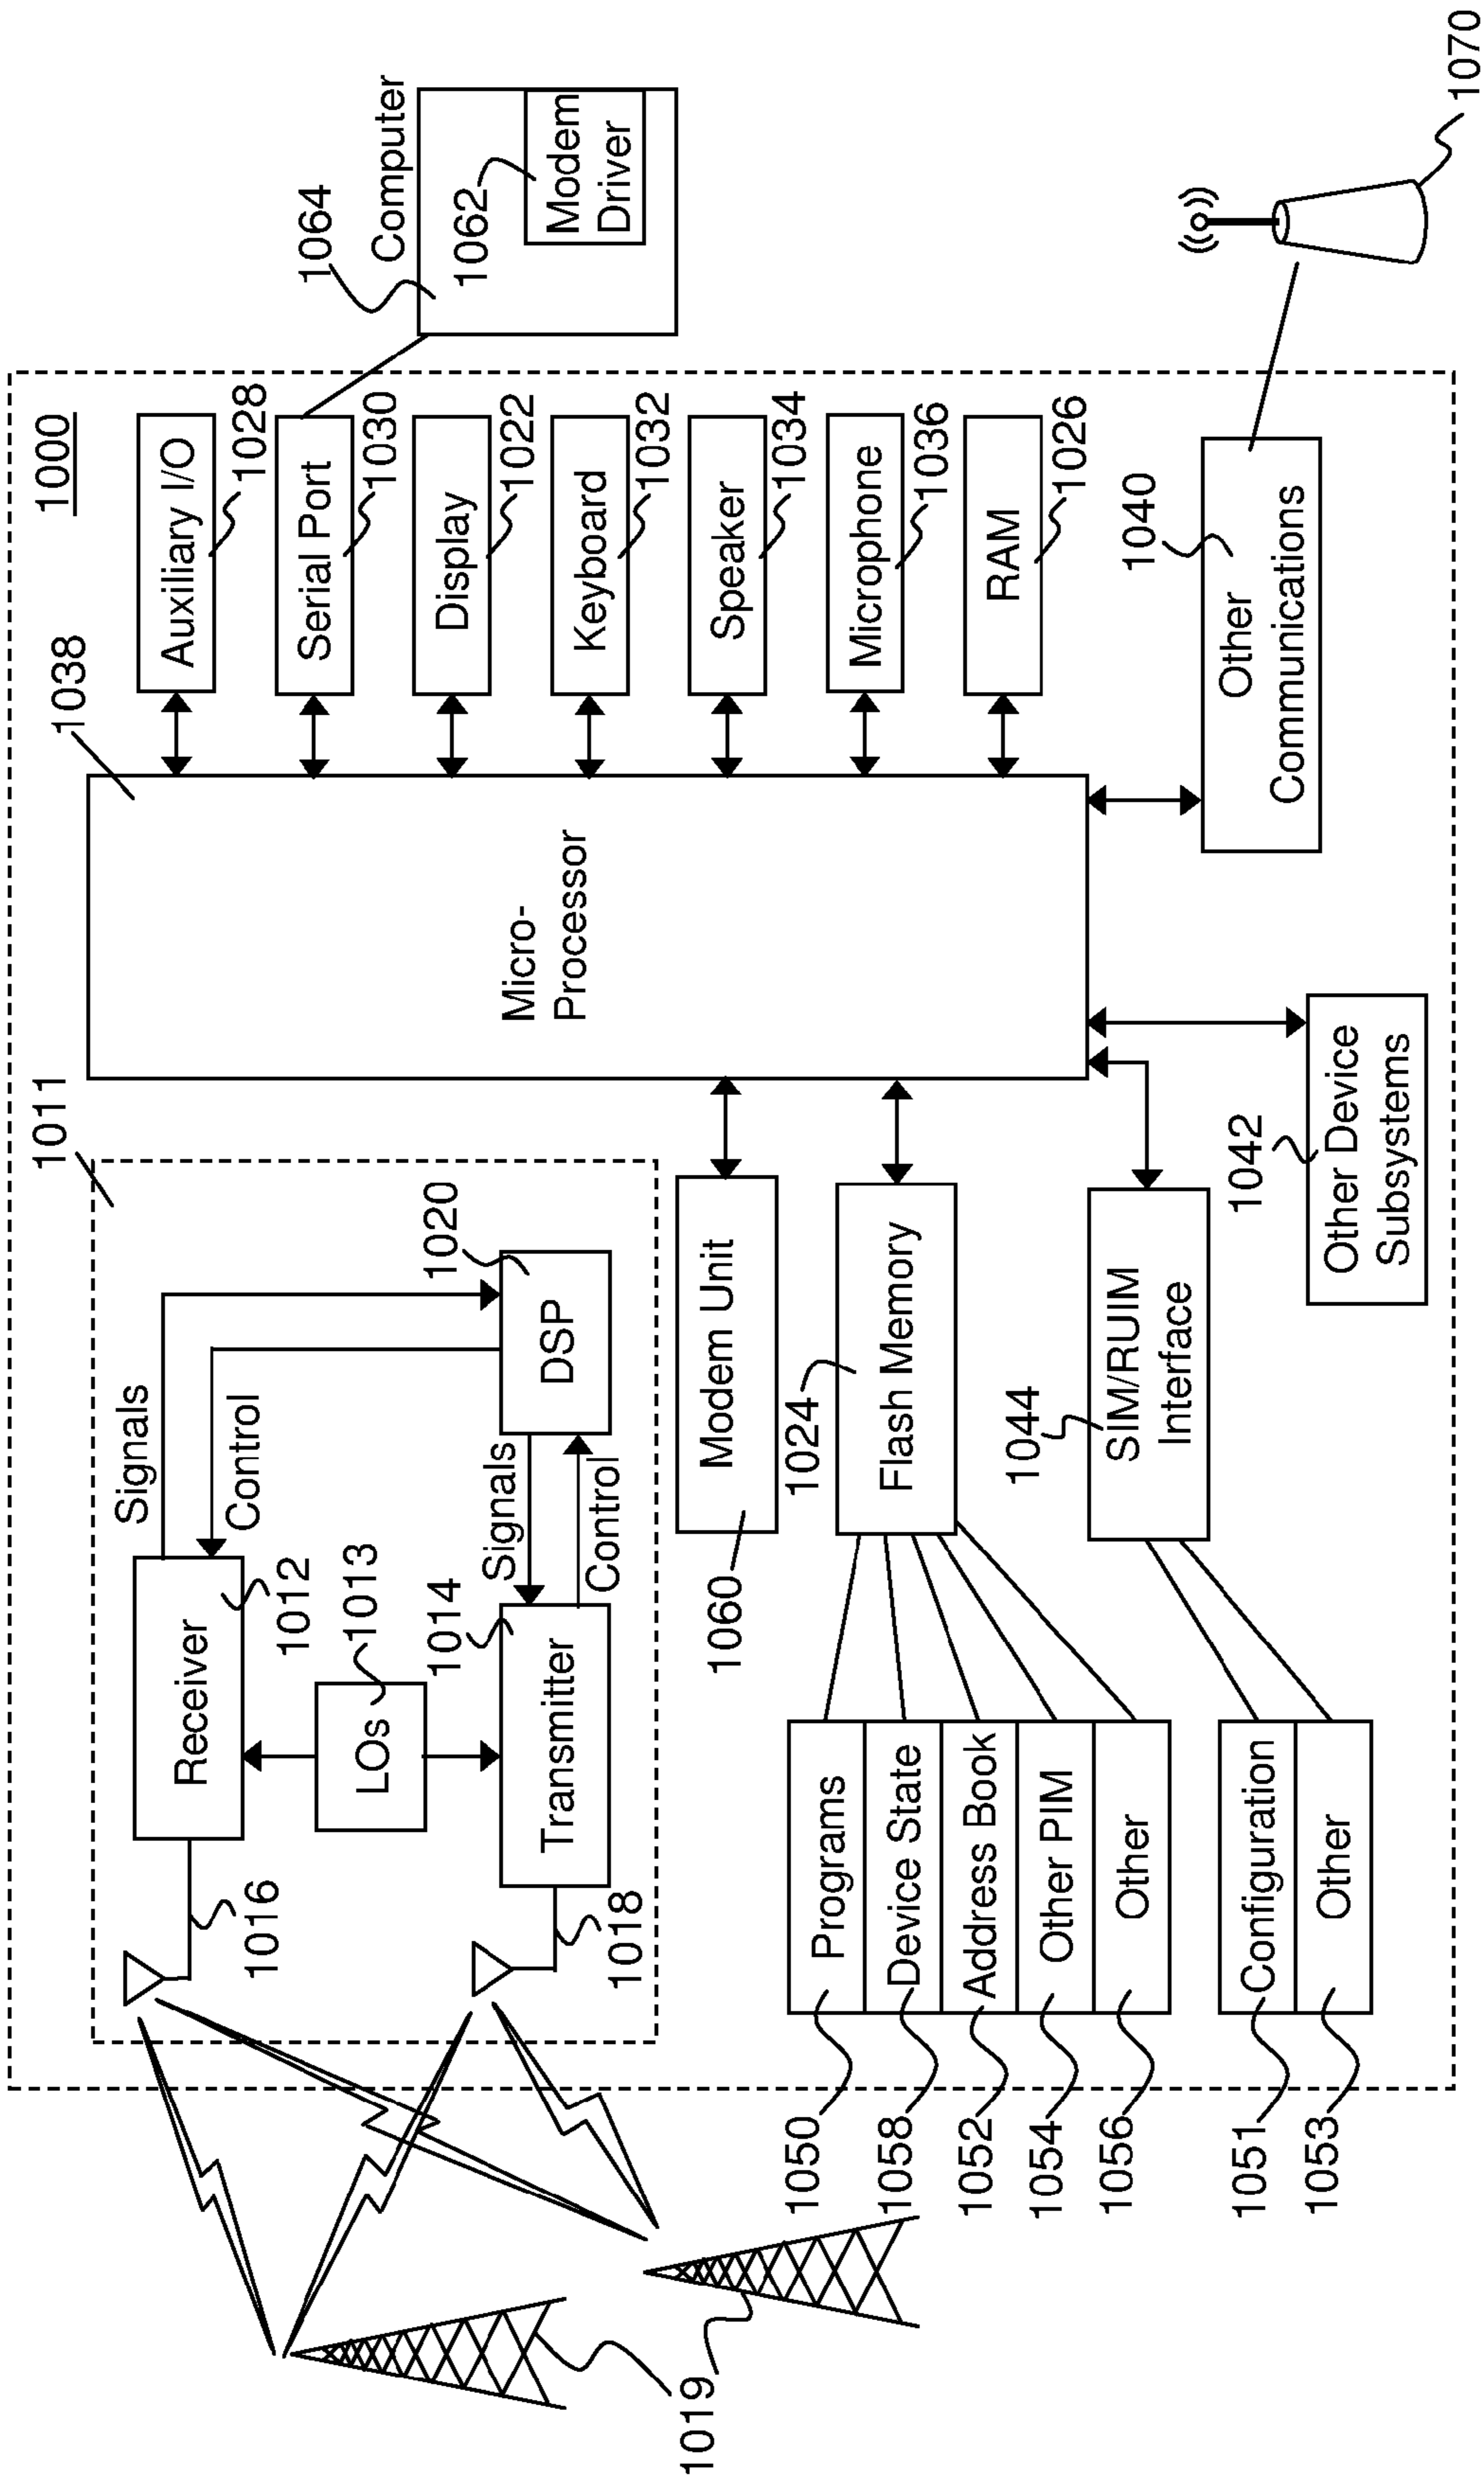 1000
1011
1038
Signals
Control
Receiver
1012
1016
LOs
1013
1014
Transmitter
1018
Signals
Control
DSP
1020
Micro-
Processor
Auxiliary I/O
1028
Serial Port
1030
Display
1022
Keyboard
1032
Speaker
1034
Microphone
1036
RAM
1026
1064
Computer
1062
Modem
Driver
Modem Unit
1060
1024
Flash Memory
1044
SIM/RUIM
Interface
1042
Other Device
Subsystems
1040
Other
Communications
1070
Programs
Device State
Address Book
Other PIM
Other
Configuration
Other
1050
1058
1052
1054
1056
1051
1053
1019